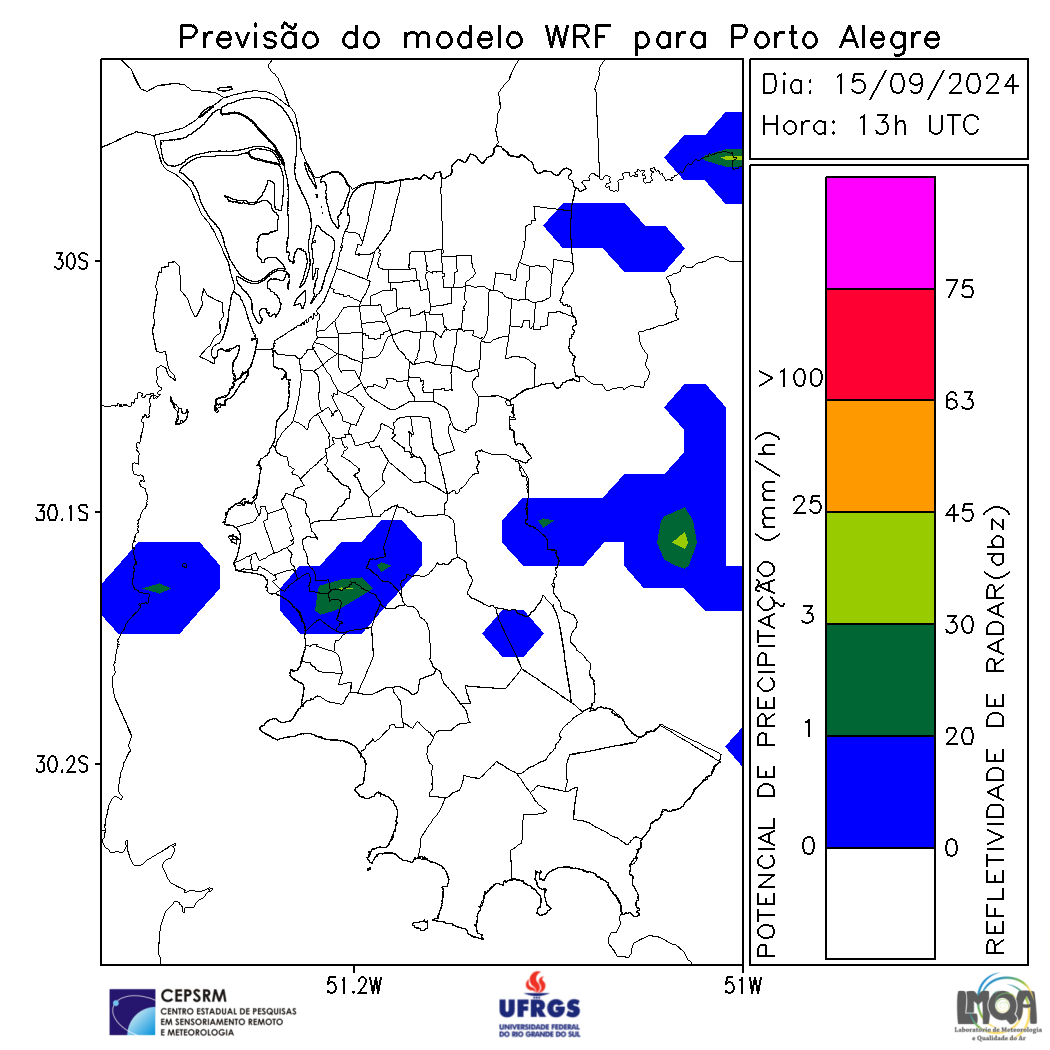 Previsão do modelo WRF para Porto Alegre
Dia: 15/09/2024
Hora: 13h UTC
30S
30.1S
30.2S
51.2W
51W
POTENCIAL DE PRECIPITAÇÃO (mm/h)
>100
25
3
1
0
75
63
45
30
20
0
REFLETIVIDADE DE RADAR(dbz)
CEPSRM
CENTRO ESTADUAL DE PESQUISAS
EM SENSORIAMENTO REMOTO
E METEOROLOGIA
UFRGS
UNIVERSIDADE FEDERAL
DO RIO GRANDE DO SUL
LMQA
Laboratório de Meteorologia
e Qualidade do Ar